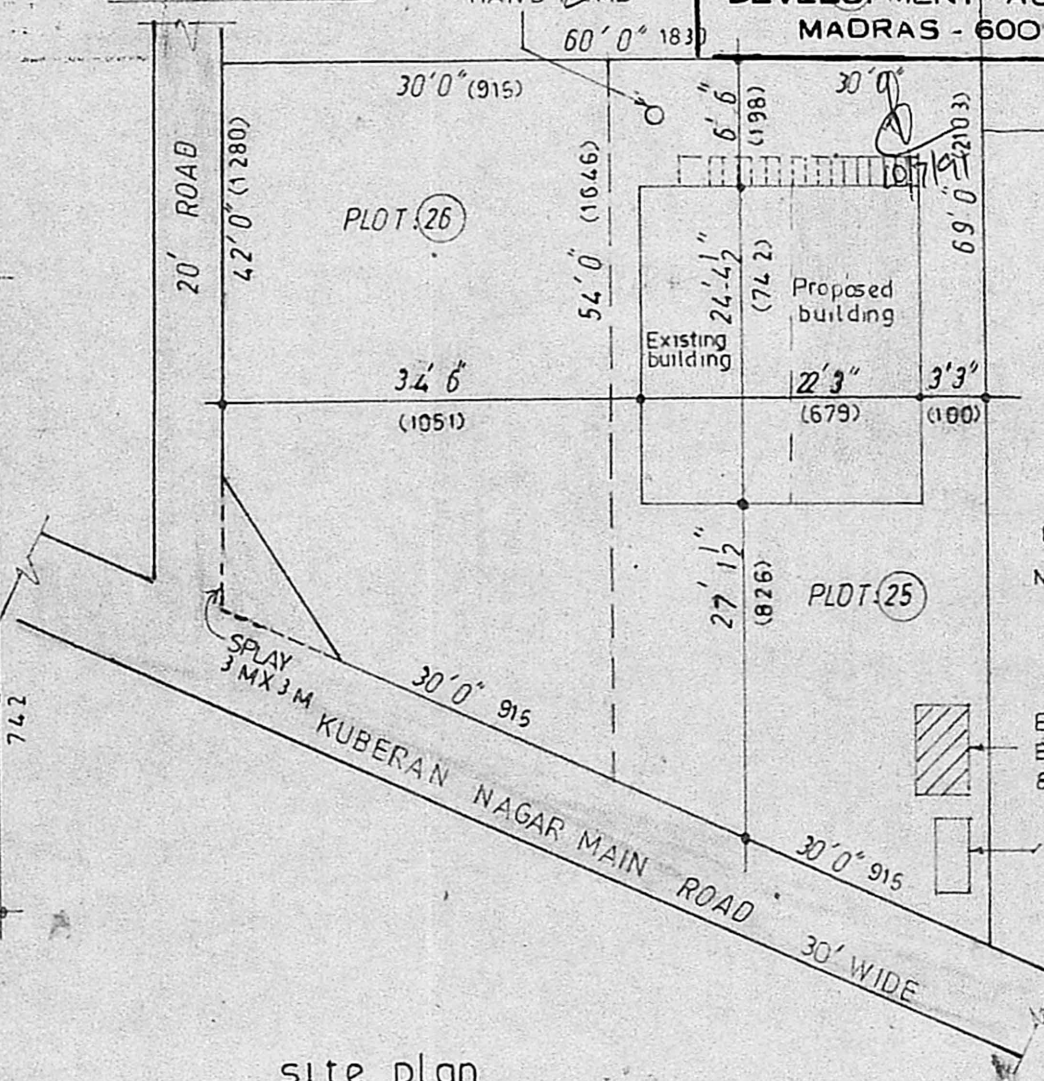 DEVELOPMENT
MADRAS - 600
60'0" 183
30'0" (915)
30'0"
6'6"
(198)
(2103)
69'0"
20' ROAD
42'0" (1280)
PLOT: 26
54'0" (1646)
24'-4½"
(742)
Proposed
building
Existing
building
34'6"
(1051)
22'3"
(679)
3'3"
(100)
27'1½"
(826)
PLOT: 25
SPLAY
3MX3M
30'0" 915
KUBERAN NAGAR MAIN ROAD 30' WIDE
30'0" 915
742
site plan